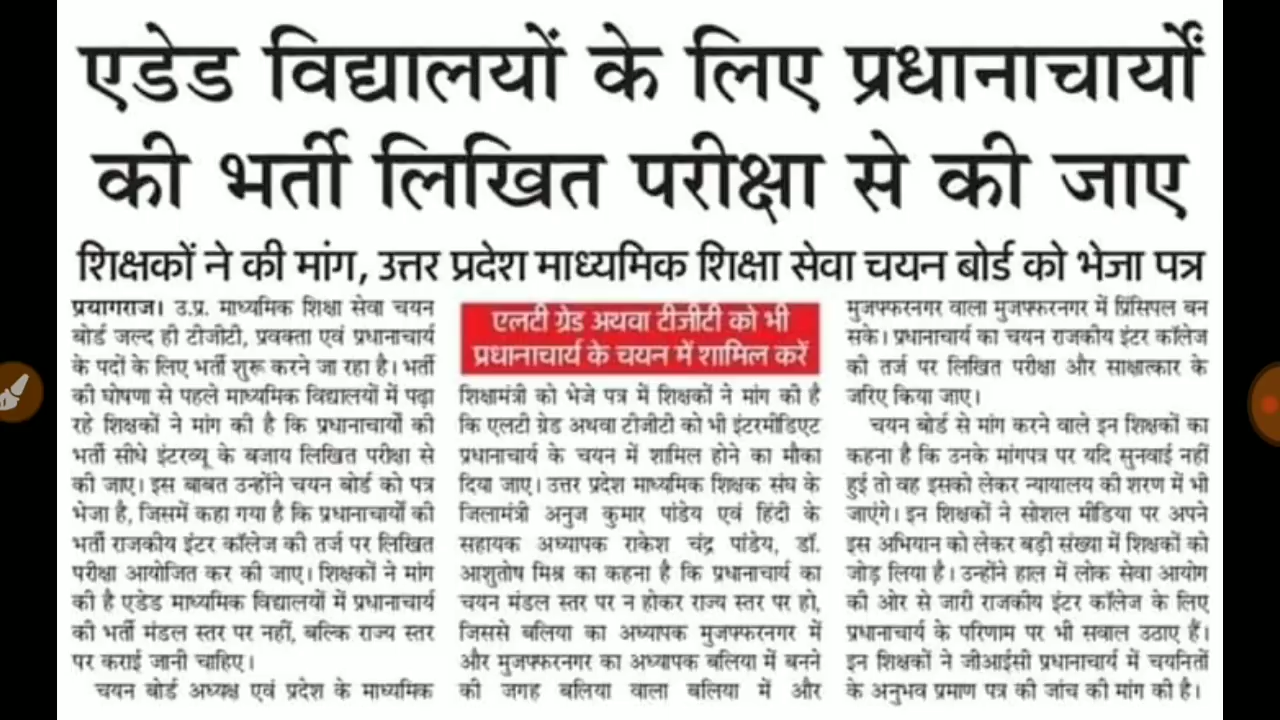 एडेड विद्यालयों के लिए प्रधानाचार्यों
की भर्ती लिखित परीक्षा से की जाए
शिक्षकों ने की मांग, उत्तर प्रदेश माध्यमिक शिक्षा सेवा चयन बोर्ड को भेजा पत्र
प्रयागराज। उ.प्र. माध्यमिक शिक्षा सेवा चयन
बोर्ड जल्द ही टीजीटी, प्रवक्ता एवं प्रधानाचार्य
के पदों के लिए भर्ती शुरू करने जा रहा है। भर्ती
की घोषणा से पहले माध्यमिक विद्यालयों में पढ़ा
रहे शिक्षकों ने मांग की है कि प्रधानाचार्यों की
भर्ती सीधे इंटरव्यू के बजाय लिखित परीक्षा से
की जाए। इस बाबत उन्होंने चयन बोर्ड को पत्र
भेजा है, जिसमें कहा गया है कि प्रधानाचार्यों की
भर्ती राजकीय इंटर कॉलेज की तर्ज पर लिखित
परीक्षा आयोजित कर की जाए। शिक्षकों ने मांग
की है एडेड माध्यमिक विद्यालयों में प्रधानाचार्य
की भर्ती मंडल स्तर पर नहीं, बल्कि राज्य स्तर
पर कराई जानी चाहिए।
चयन बोर्ड अध्यक्ष एवं प्रदेश के माध्यमिक
एलटी ग्रेड अथवा टीजीटी को भी
प्रधानाचार्य के चयन में शामिल करें
शिक्षामंत्री को भेजे पत्र में शिक्षकों ने मांग की है
कि एलटी ग्रेड अथवा टीजीटी को भी इंटरमीडिएट
प्रधानाचार्य के चयन में शामिल होने का मौका
दिया जाए। उत्तर प्रदेश माध्यमिक शिक्षक संघ के
जिलामंत्री अनुज कुमार पांडेय एवं हिंदी के
सहायक अध्यापक राकेश चंद्र पांडेय, डॉ.
आशुतोष मिश्र का कहना है कि प्रधानाचार्य का
चयन मंडल स्तर पर न होकर राज्य स्तर पर हो,
जिससे बलिया का अध्यापक मुजफ्फरनगर में
और मुजफ्फरनगर का अध्यापक बलिया में बनने
की जगह बलिया वाला बलिया में और
मुजफ्फरनगर वाला मुजफ्फरनगर में प्रिंसिपल बन
सके। प्रधानाचार्य का चयन राजकीय इंटर कॉलेज
की तर्ज पर लिखित परीक्षा और साक्षात्कार के
जरिए किया जाए।
चयन बोर्ड से मांग करने वाले इन शिक्षकों का
कहना है कि उनके मांगपत्र पर यदि सुनवाई नहीं
हुई तो वह इसको लेकर न्यायालय की शरण में भी
जाएंगे। इन शिक्षकों ने सोशल मीडिया पर अपने
इस अभियान को लेकर बड़ी संख्या में शिक्षकों को
जोड़ लिया है। उन्होंने हाल में लोक सेवा आयोग
की ओर से जारी राजकीय इंटर कॉलेज के लिए
प्रधानाचार्य के परिणाम पर भी सवाल उठाए हैं।
इन शिक्षकों ने जीआईसी प्रधानाचार्य में चयनितों
के अनुभव प्रमाण पत्र की जांच की मांग की है।